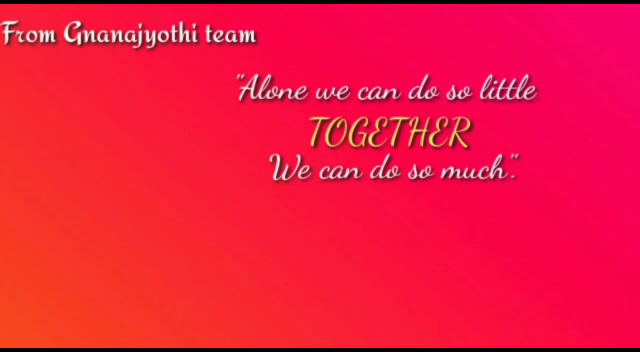 From Gnanajyothi team
"Alone we can do so little
TOGETHER
We can do so much".